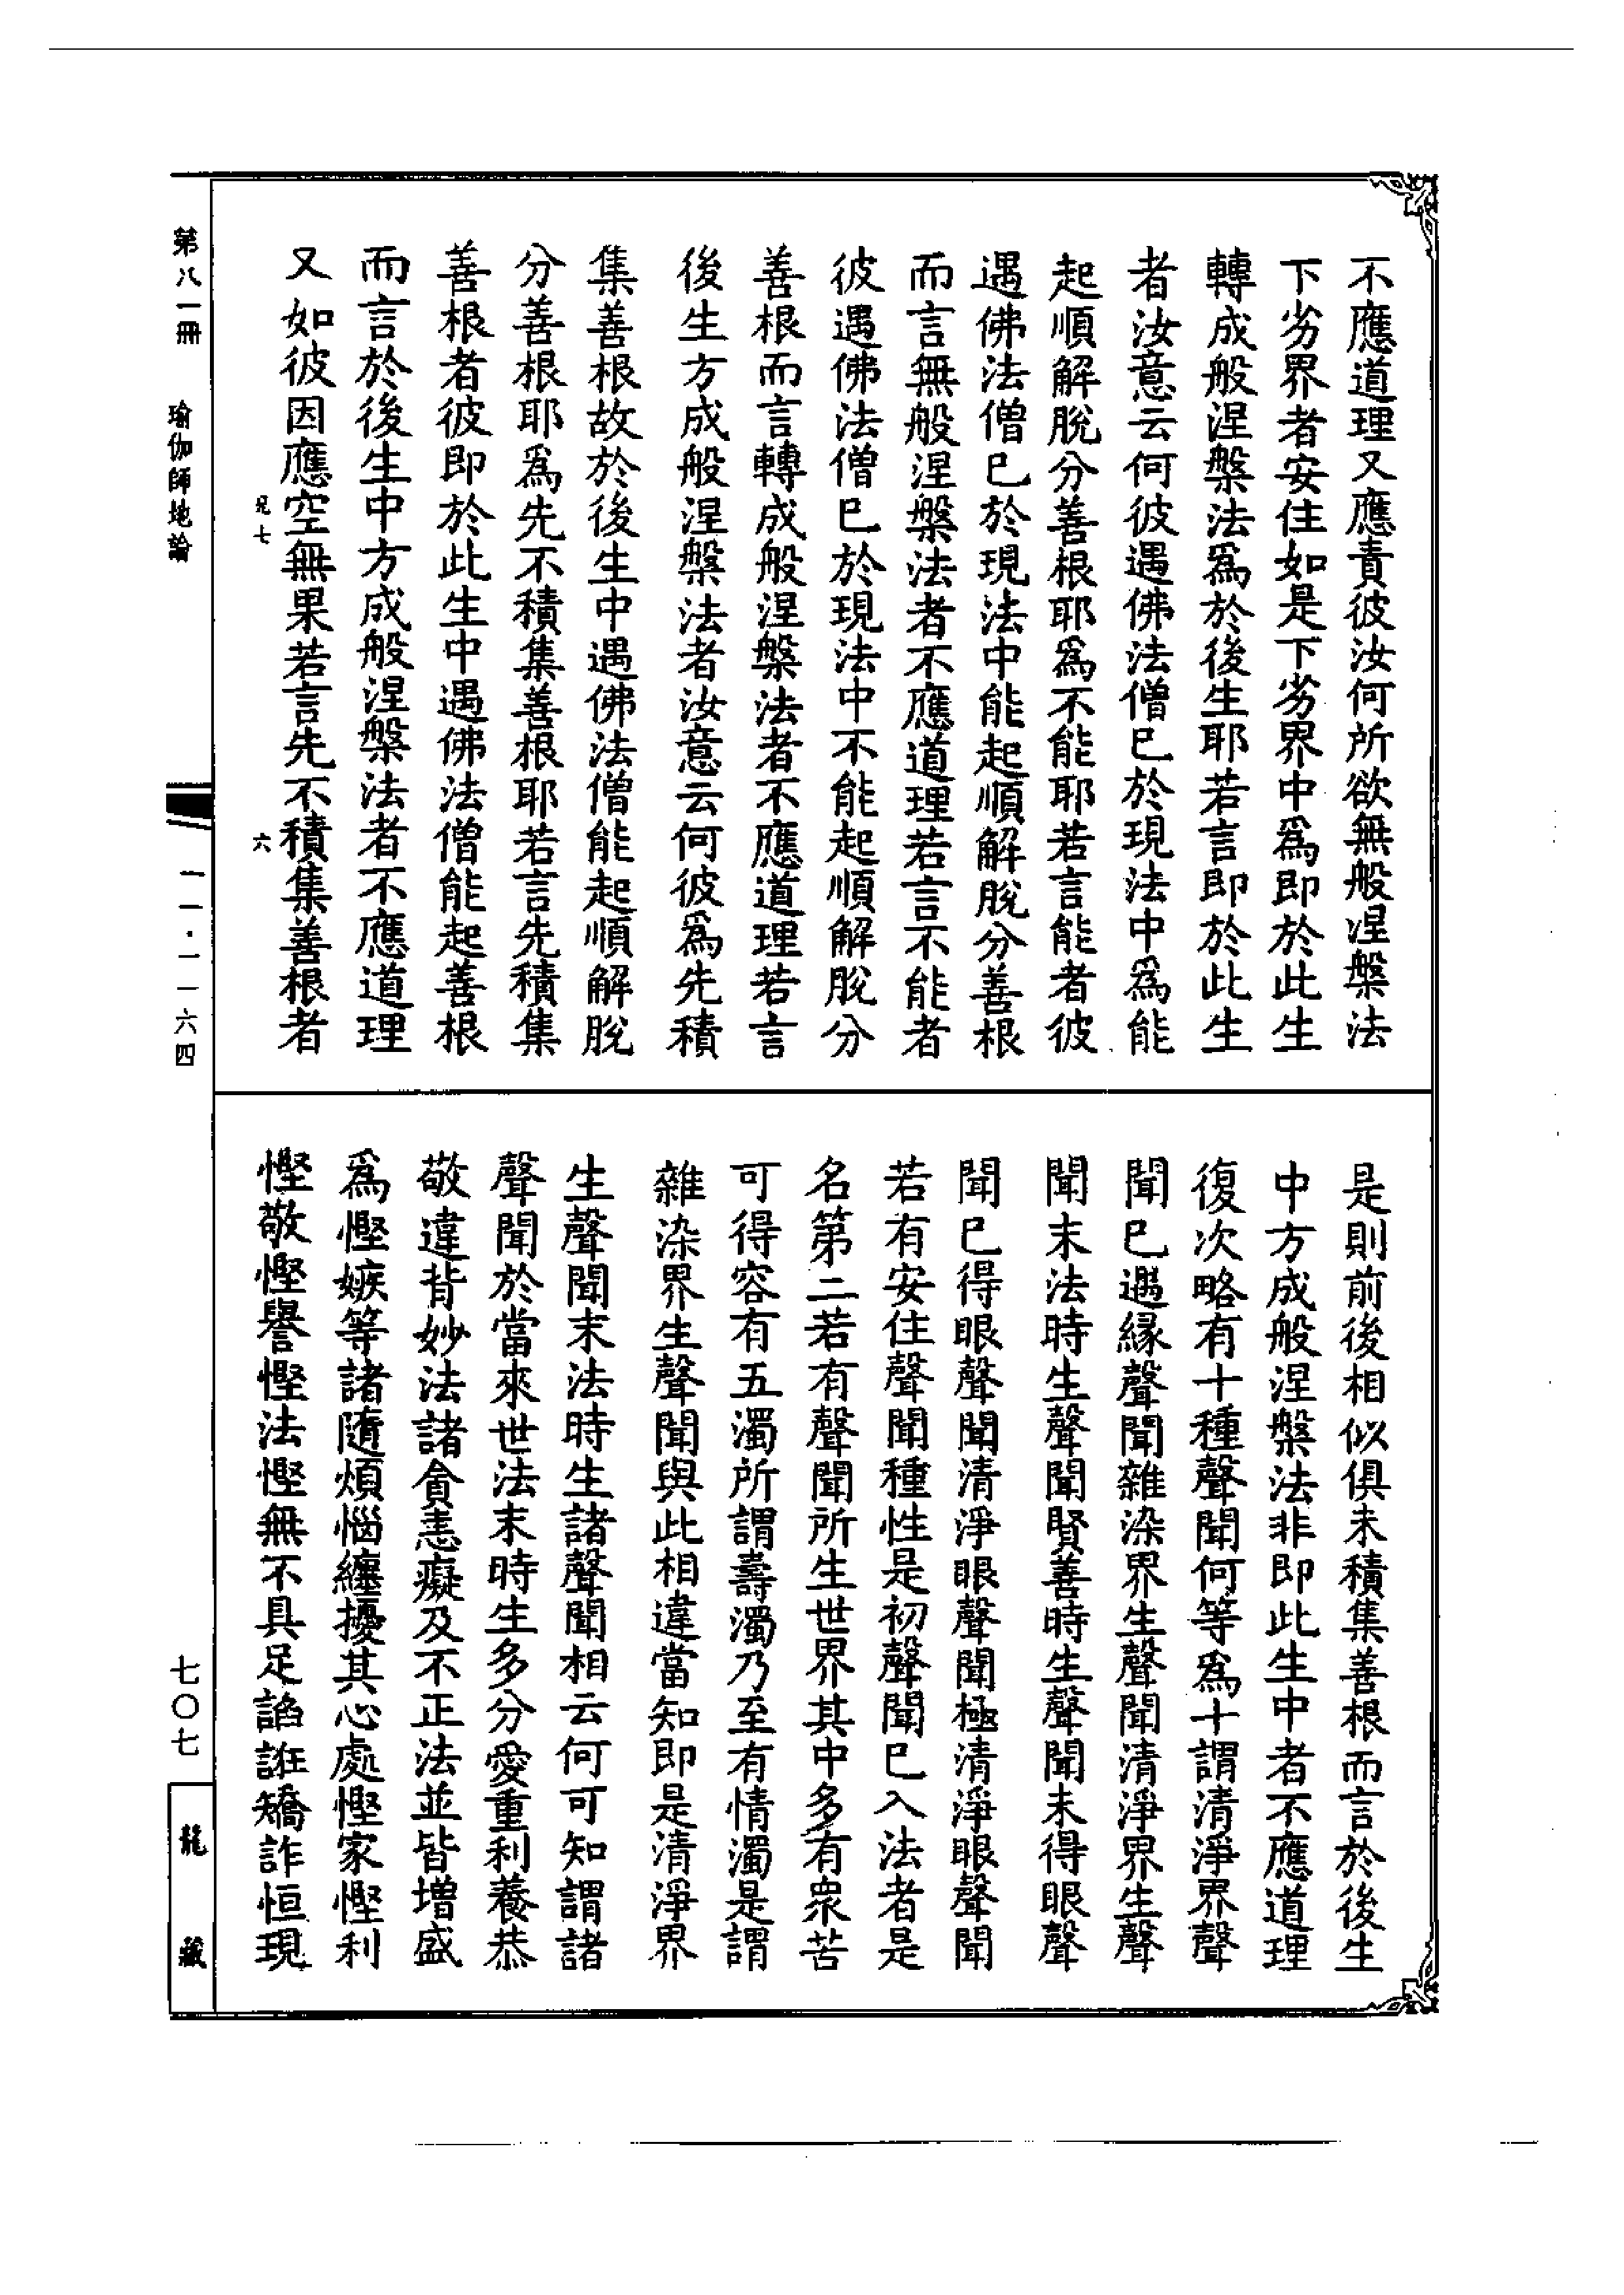 不應道理又應責彼汝何所欲無般涅槃法
下劣界者安住如是下劣界中爲即於此生
轉成般涅槃法爲於後生耶若言即於此生
者汝意云何彼遇佛法僧已於現法中爲能
起順解脫分善根耶爲不能耶若言能者彼
遇佛法僧已於現法中能起順解脫分善根
而言無般涅槃法者不應道理若言不能者
彼遇佛法僧已於現法中不能起順解脫分
善根而言轉成般涅槃法者不應道理若言
後生方成般涅槃法者汝意云何彼爲先積
集善根故於後生中遇佛法僧能起順解脫
分善根耶爲先不積集善根耶若言先積集
善根者彼即於此生中遇佛法僧能起善根
而言於後生中方成般涅槃法者不應道理
又如彼因應空無果若言先不積集善根者
是則前後相似俱未積集善根而言於後生
中方成般涅槃法非即此生中者不應道理
復次略有十種聲聞何等爲十謂清淨界聲
聞已遇緣聲聞雜染界生聲聞清淨界生聲
聞末法時生聲聞賢善時生聲聞未得眼聲
聞已得眼聲聞清淨眼聲聞極清淨眼聲聞
若有安住聲聞種性是初聲聞已入法者是
名第二若有聲聞所生世界其中多有衆苦
可得容有五濁所謂壽濁乃至有情濁是謂
雜染界生聲聞與此相違當知即是清淨界
生聲聞末法時生諸聲聞相云何可知謂諸
聲聞於當來世法末時生多分愛重利養恭
敬違背妙法諸貪恚癡及不正法並皆增盛
爲慳嫉等諸隨煩惱纏擾其心處慳家慳利
慳敬慳譽慳法慳無不具足諂誑矯詐恒現
六
第八一冊
瑜伽師地論
一一·一一六四
七〇七
龍藏